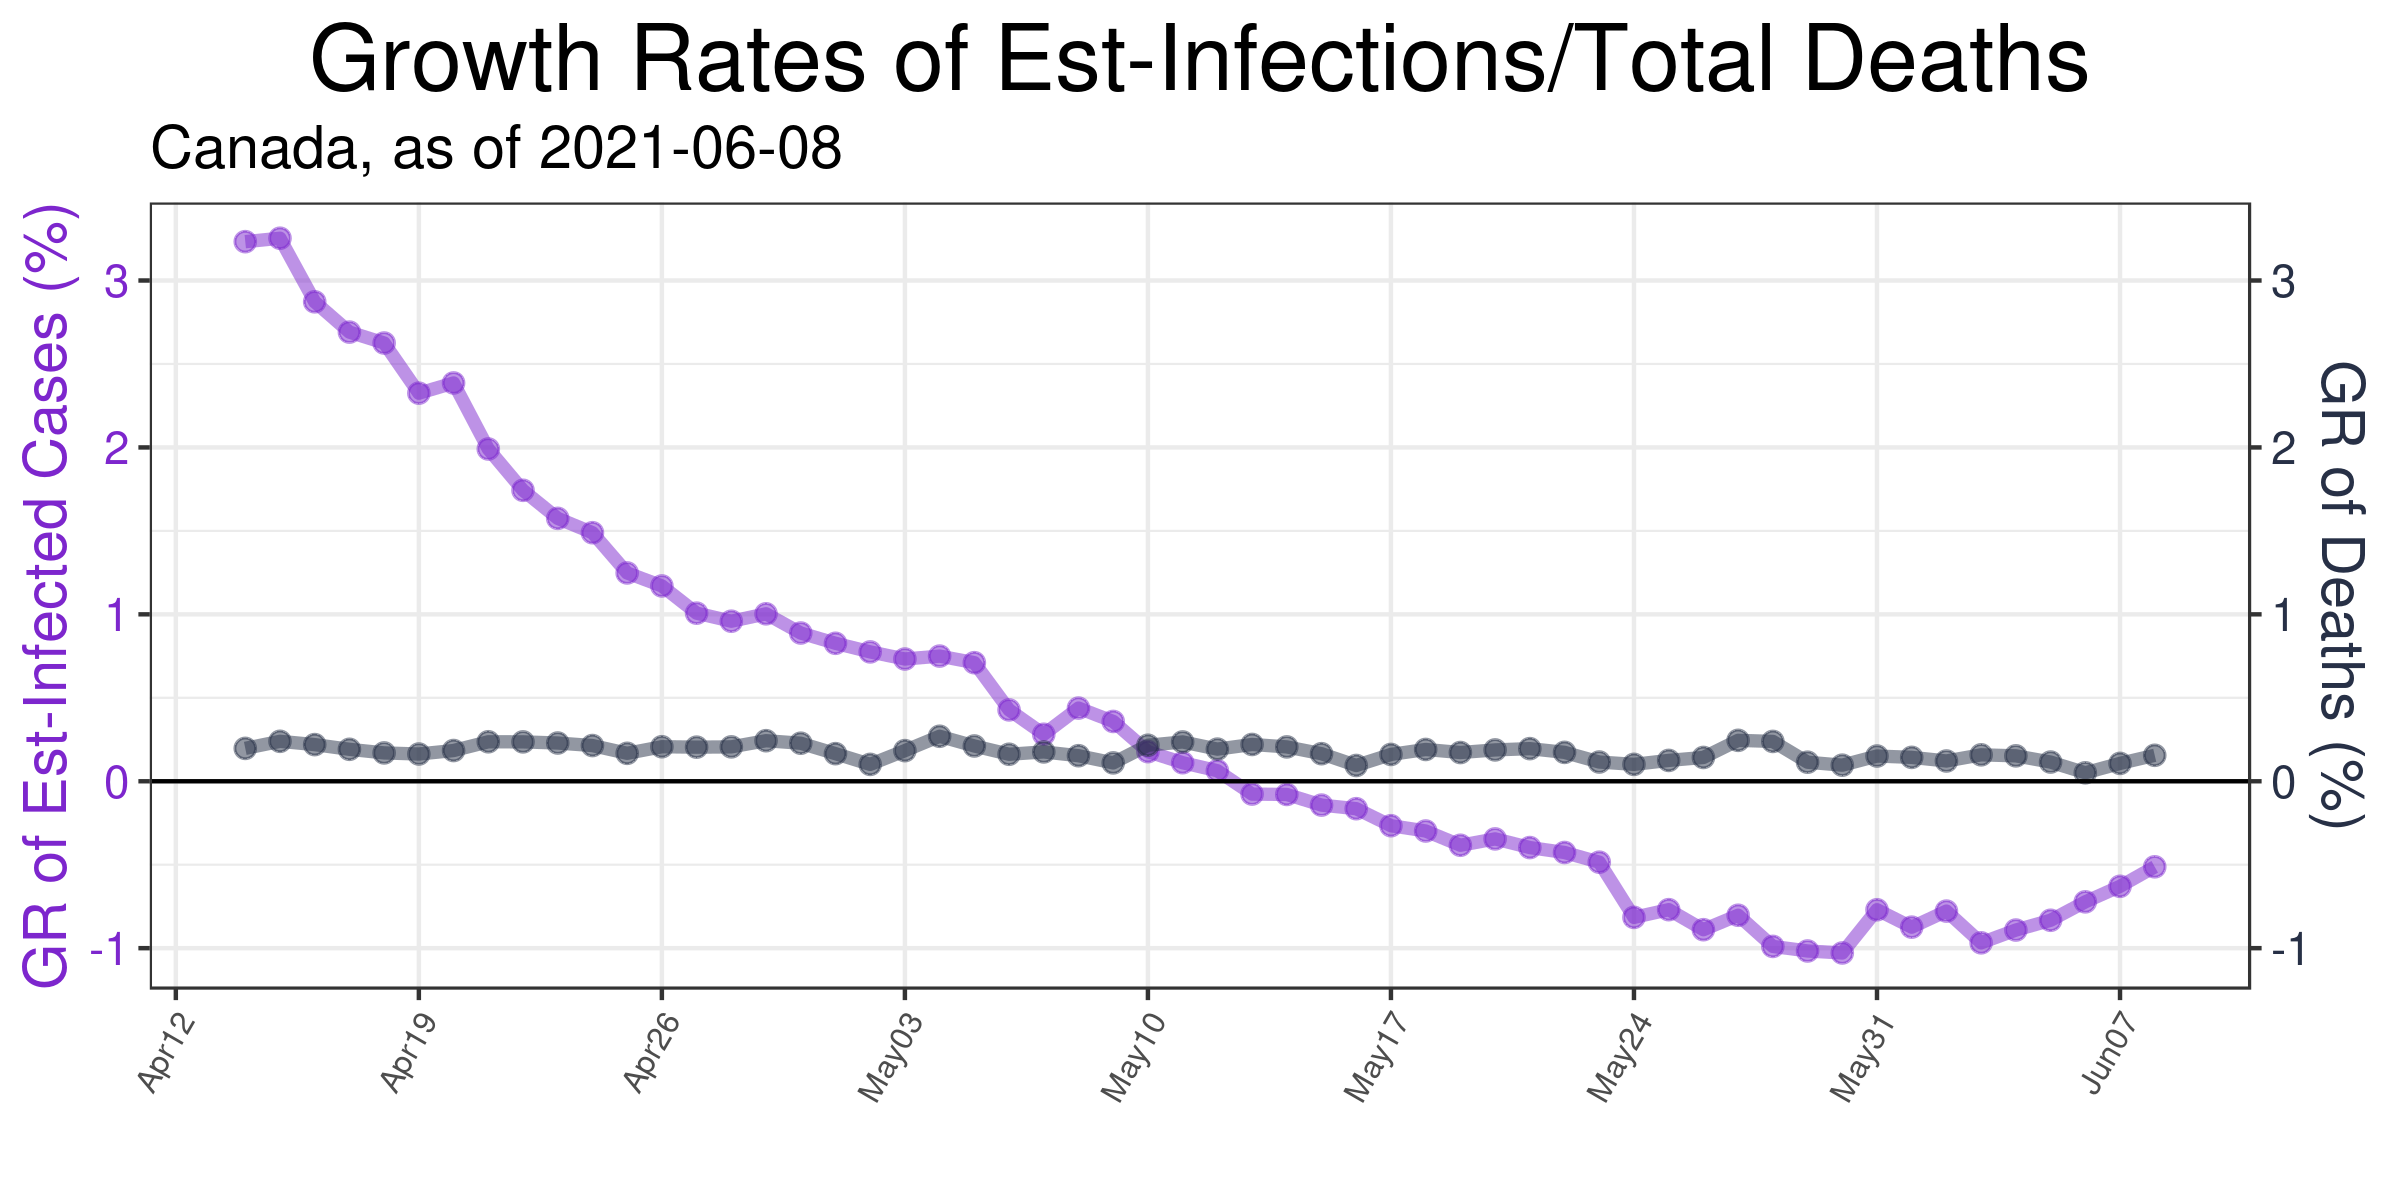 Growth Rates of Est-Infections/Total Deaths
Canada, as of 2021-06-08
GR of Est-Infected Cases (%)
3
2
1
0
-1
3
2
1
0
-1
GR of Deaths (%)
Apr12
Apr19
Apr26
May03
May10
May17
May24
May31
Jun07